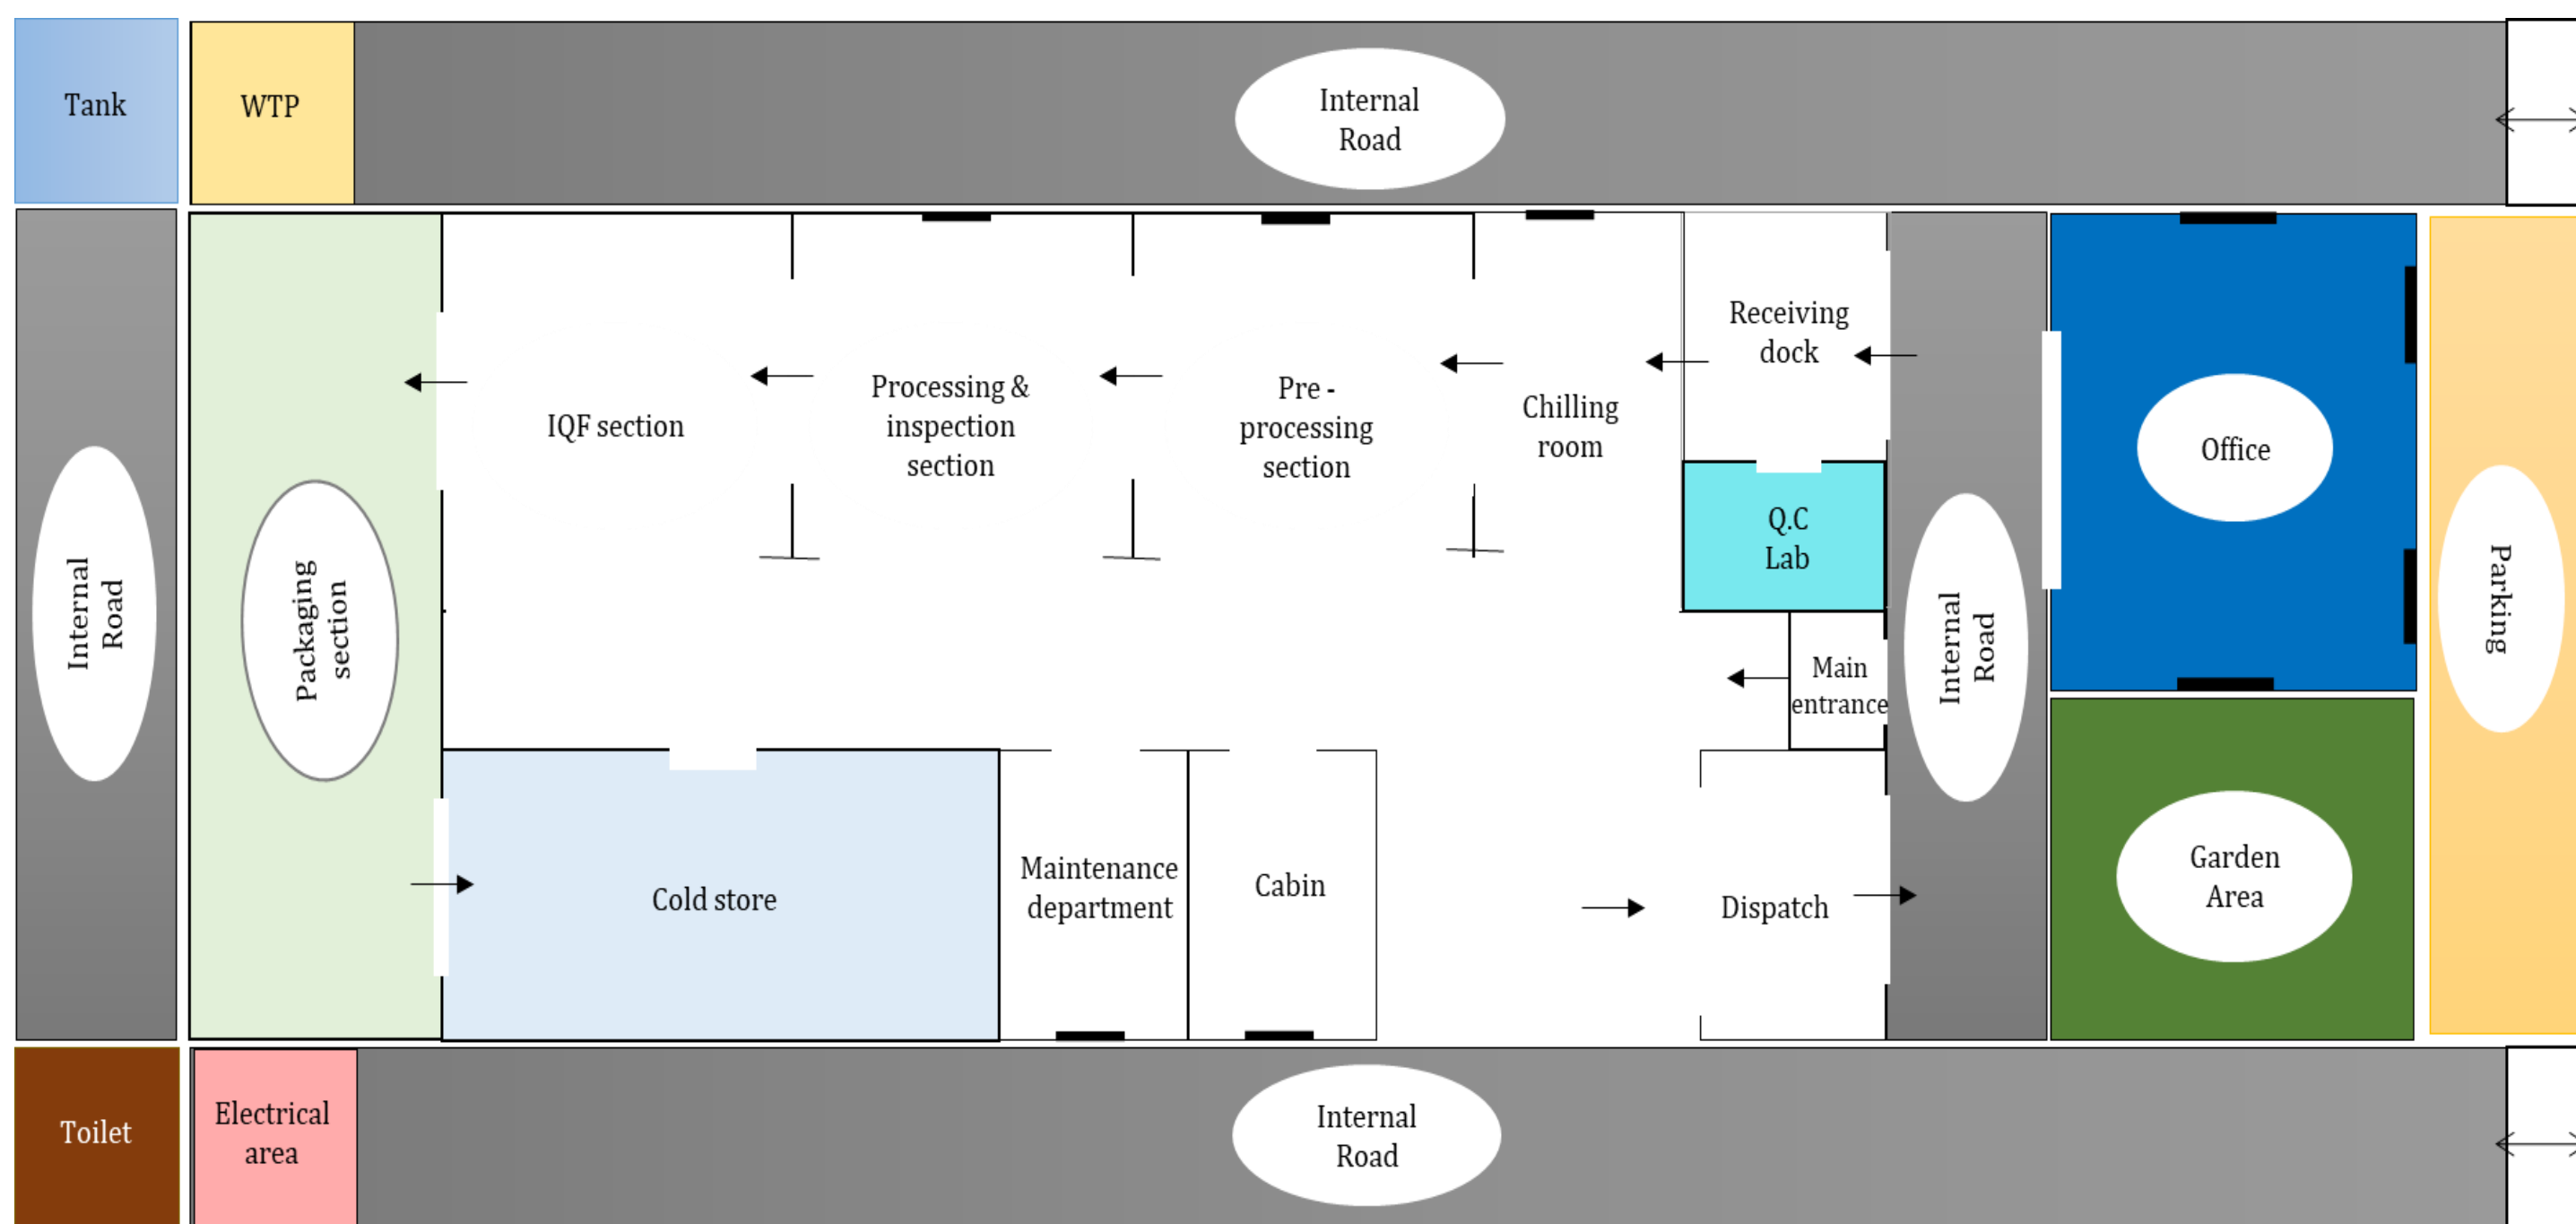 Tank
WTP
Internal
Road
Receiving
dock
Processing &
inspection
section
Pre -
processing
section
Chilling
room
IQF section
Office
Q.C
Lab
Internal
Road
Packaging
section
Main
entrance
Internal
Road
Parking
Maintenance
department
Cabin
Cold store
Dispatch
Garden
Area
Toilet
Electrical
area
Internal
Road